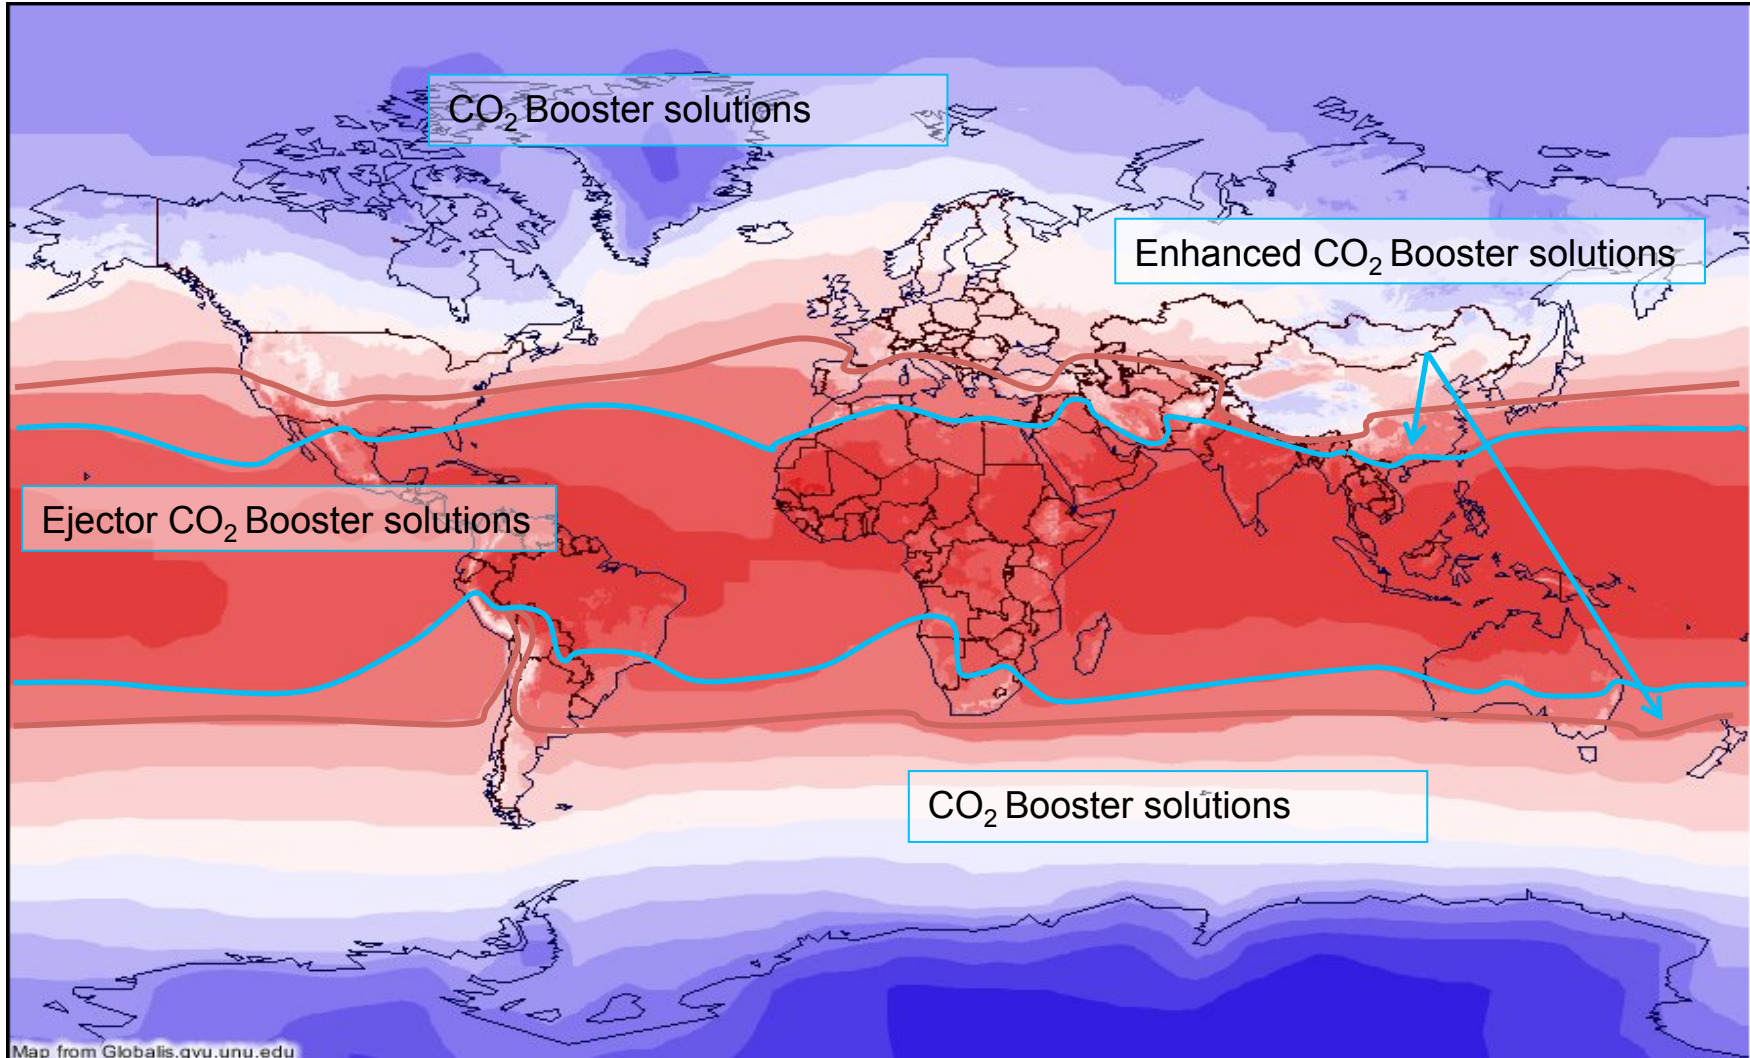 CO₂ Booster solutions
Enhanced CO₂ Booster solutions
Ejector CO₂ Booster solutions
CO₂ Booster solutions
Map from Globalis.gvu.unu.edu